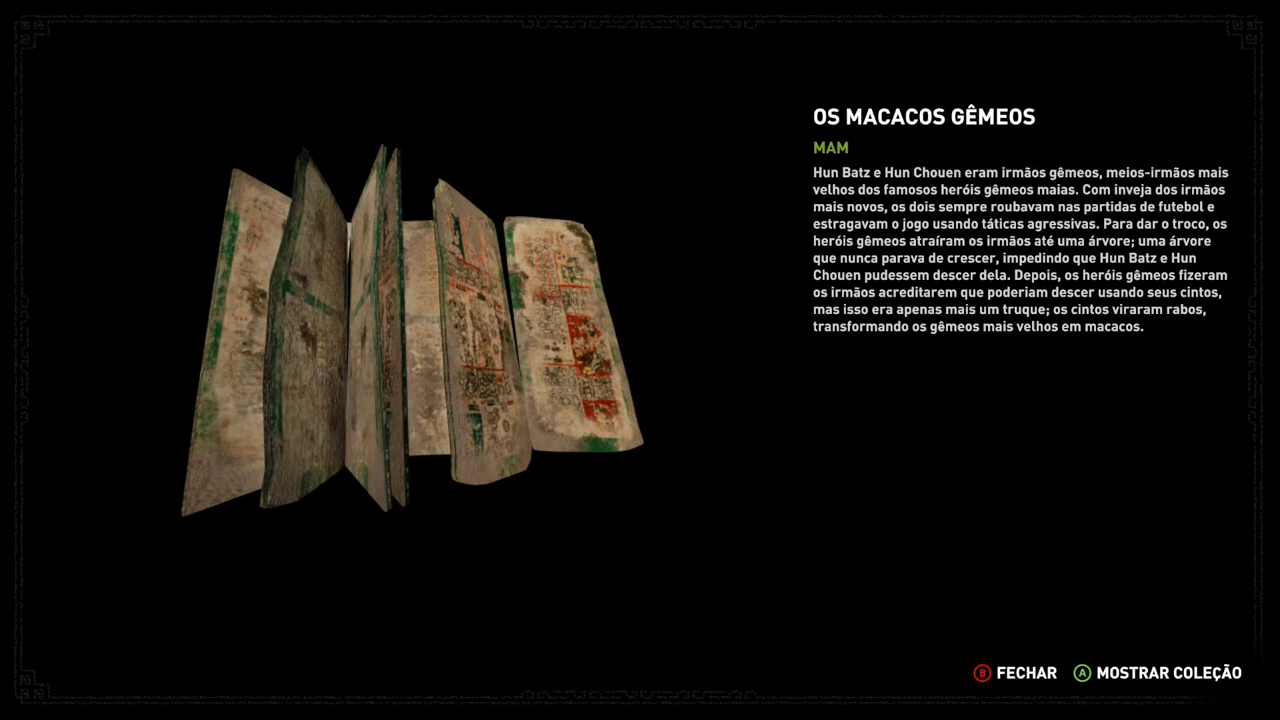 OS MACACOS GÊMEOS
MAM
Hun Batz e Hun Chouen eram irmãos gêmeos, meios-irmãos mais
velhos dos famosos heróis gêmeos maias. Com inveja dos irmãos
mais novos, os dois sempre roubavam nas partidas de futebol e
estragavam o jogo usando táticas agressivas. Para dar o troco, os
heróis gêmeos atraíram os irmãos até uma árvore; uma árvore
que nunca parava de crescer, impedindo que Hun Batz e Hun
Chouen pudessem descer dela. Depois, os heróis gêmeos fizeram
os irmãos acreditarem que poderiam descer usando seus cintos,
mas isso era apenas mais um truque; os cintos viraram rabos,
transformando os gêmeos mais velhos em macacos.
B FECHAR A MOSTRAR COLEÇÃO